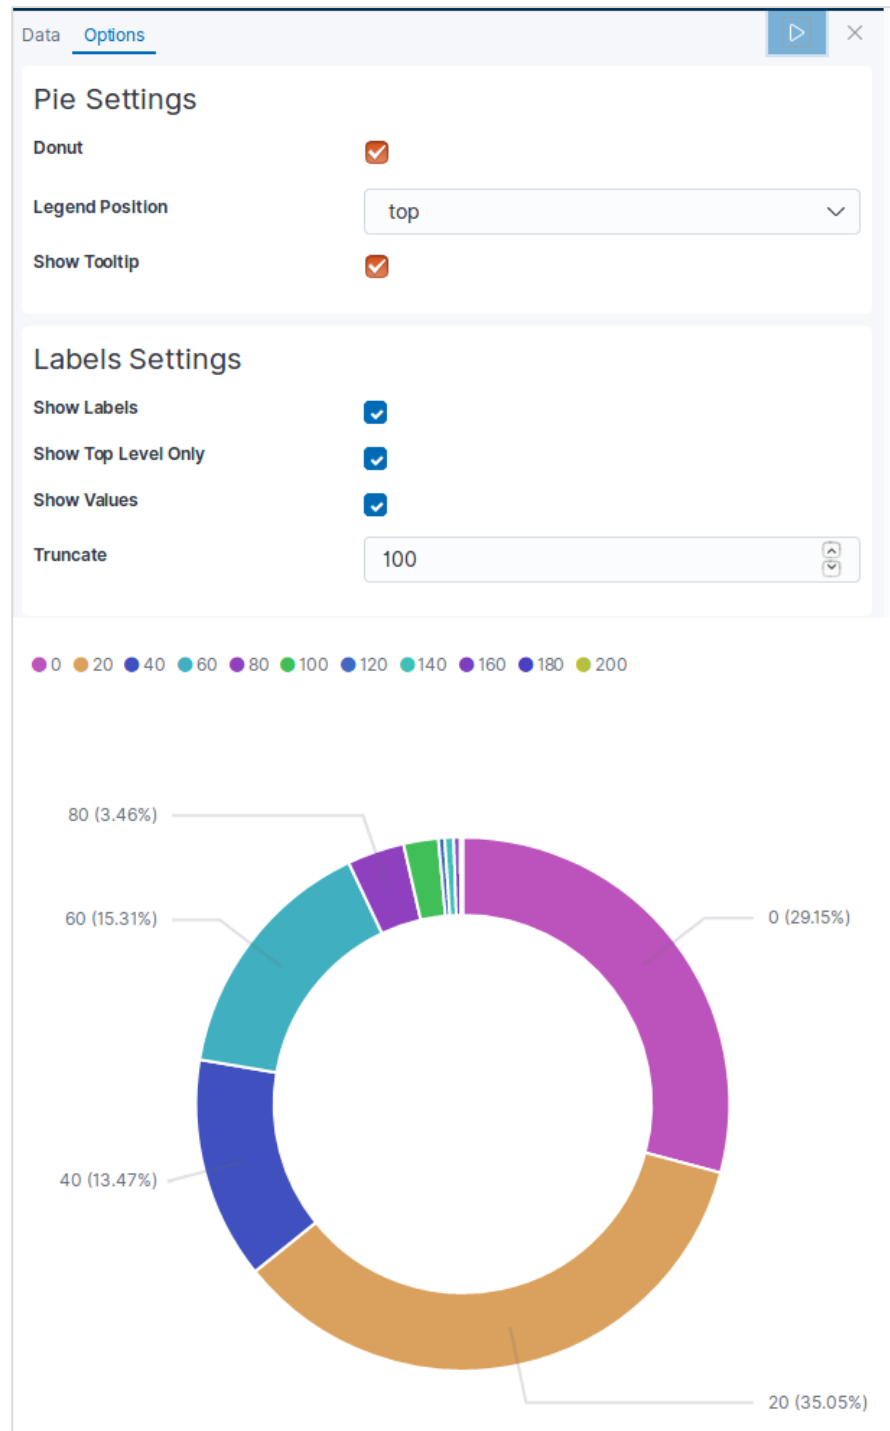 Data Options
Pie Settings
Donut
Legend Position top
Show Tooltip
Labels Settings
Show Labels
Show Top Level Only
Show Values
Truncate 100
0 20 40 60 80 100 120 140 160 180 200
80 (3.46%)
60 (15.31%) 0 (29.15%)
40 (13.47%)
20 (35.05%)